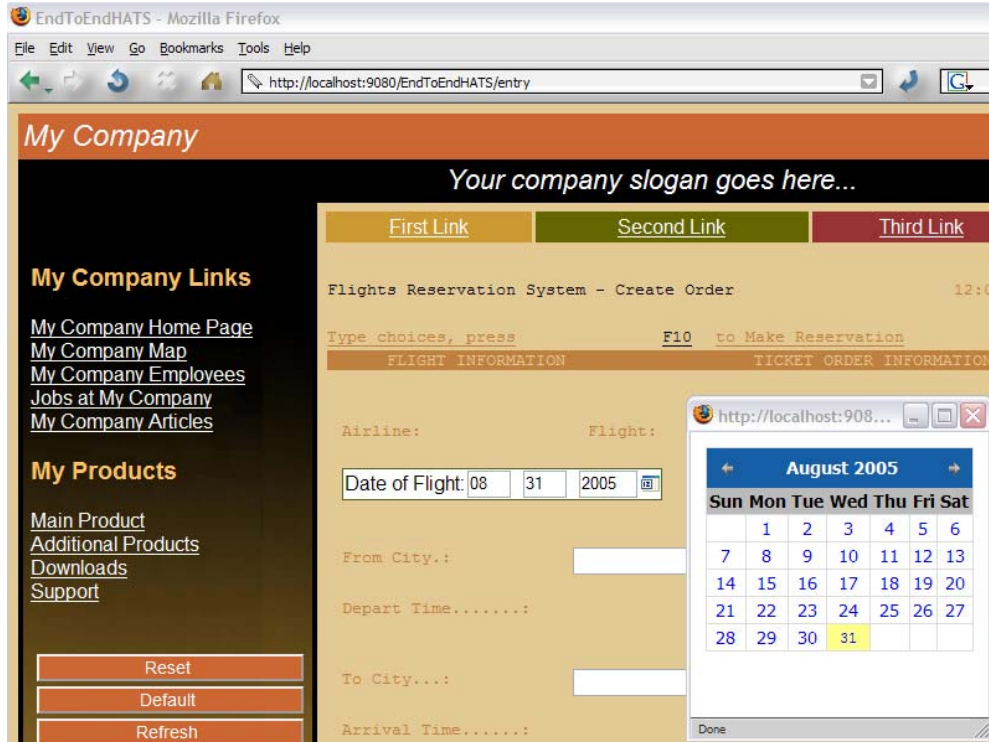 EndToEndHATS - Mozilla Firefox
File Edit View Go Bookmarks Tools Help
http://localhost:9080/EndToEndHATS/entry
G
My Company
Your company slogan goes here...
First Link Second Link Third Link
My Company Links
My Company Home Page
My Company Map
My Company Employees
Jobs at My Company
My Company Articles
My Products
Main Product
Additional Products
Downloads
Support
Reset
Default
Refresh
Flights Reservation System - Create Order
Type choices, press F10 to Make Reservation
FLIGHT INFORMATION TICKET ORDER INFORMATION
Airline: Flight:
Date of Flight: 08 31 2005
From City.:
Depart Time.......:
To City...:
Arrival Time......:
http://localhost:908...
August 2005
Sun Mon Tue Wed Thu Fri Sat
1 2 3 4 5 6
7 8 9 10 11 12 13
14 15 16 17 18 19 20
21 22 23 24 25 26 27
28 29 30 31
Done